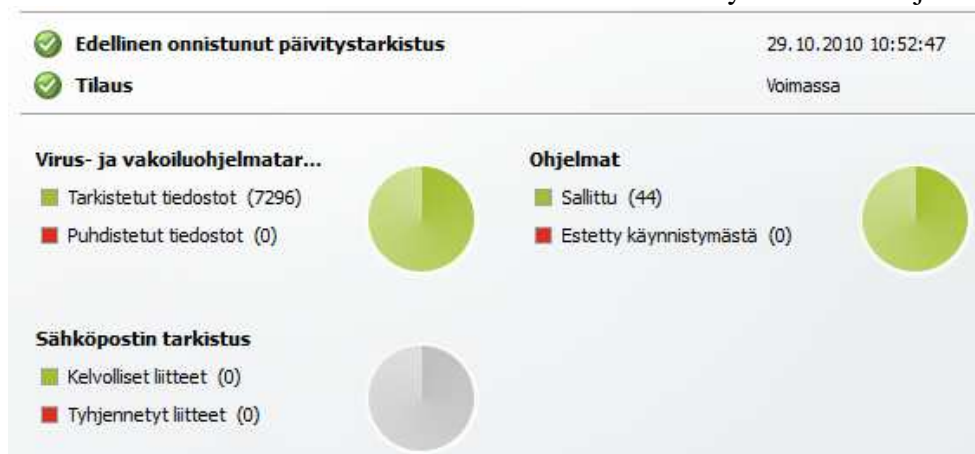 Edellinen onnistunut päivitystarkistus 29.10.2010 10:52:47
Tilaus Voimassa
Virus- ja vakoiluohjelmatar...
Tarkistetut tiedostot (7296)
Puhdistetut tiedostot (0)
Ohjelmat
Sallittu (44)
Estetty käynnistymästä (0)
Sähköpostin tarkistus
Kelvolliset liitteet (0)
Tyhjennetyt liitteet (0)